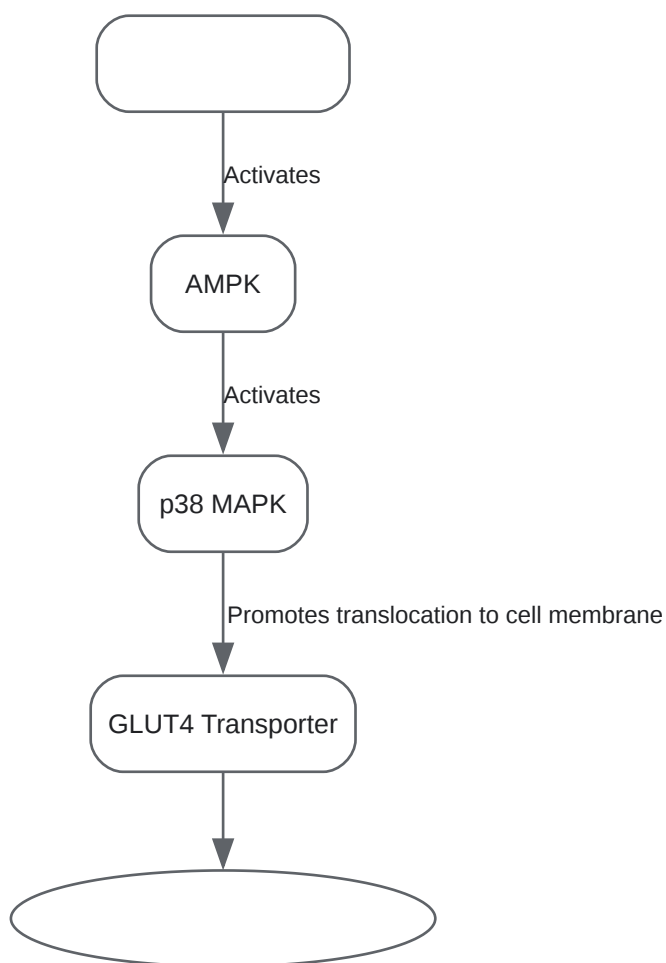 Activates
AMPK
Activates
p38 MAPK
Promotes translocation to cell membrane
GLUT4 Transporter